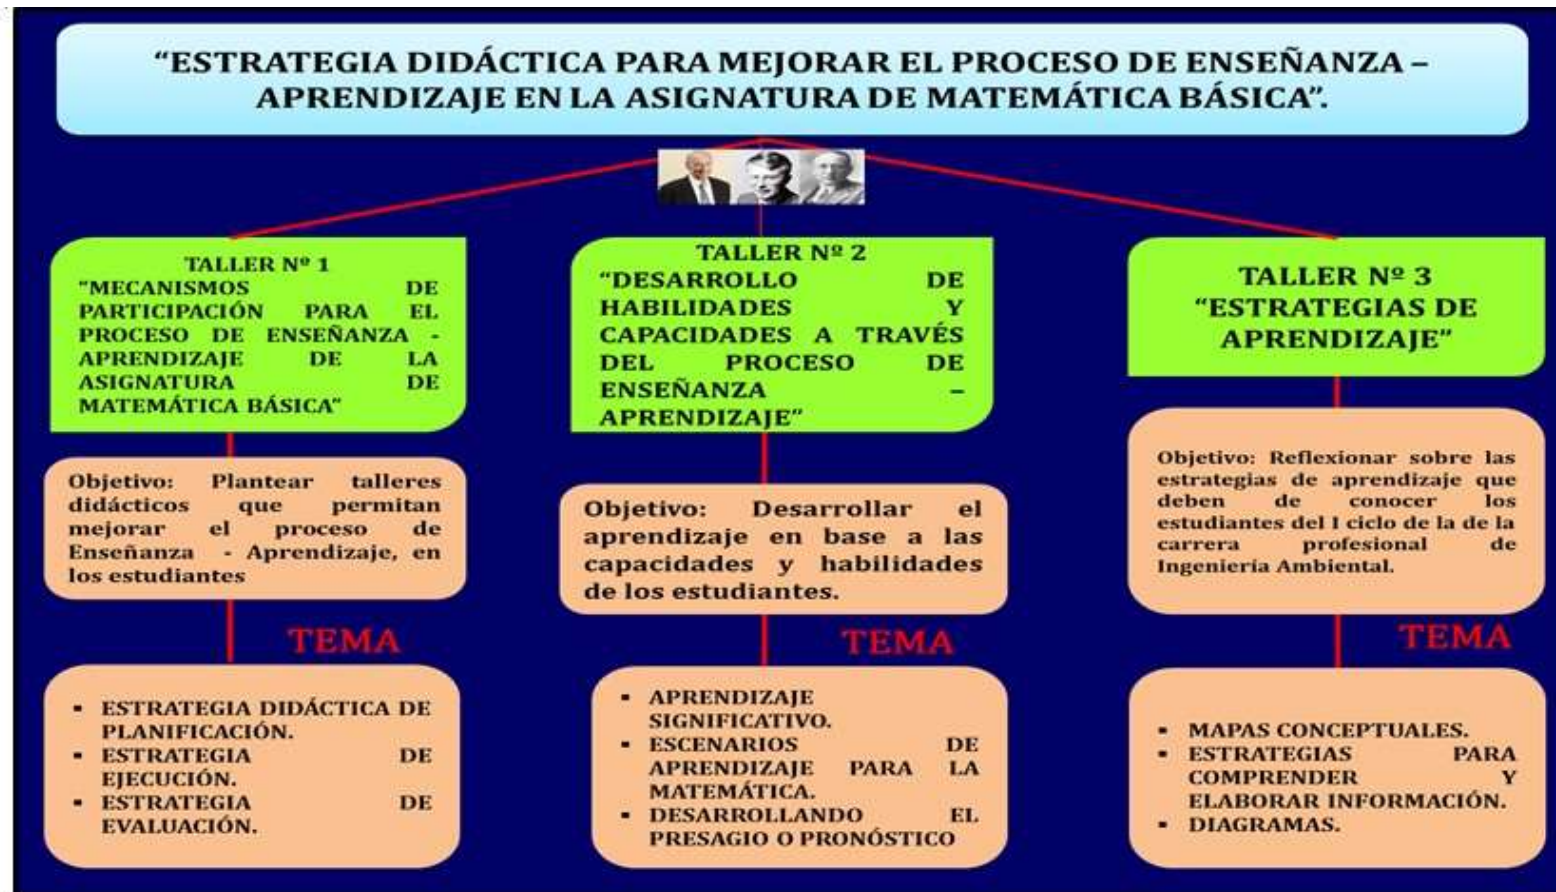 “ESTRATEGIA DIDÁCTICA PARA MEJORAR EL PROCESO DE ENSEÑANZA –
APRENDIZAJE EN LA ASIGNATURA DE MATEMÁTICA BÁSICA”.
TALLER Nº 1
“MECANISMOS DE
PARTICIPACIÓN PARA EL
PROCESO DE ENSEÑANZA -
APRENDIZAJE DE LA
ASIGNATURA DE
MATEMÁTICA BÁSICA”
Objetivo: Plantear talleres
didácticos que permitan
mejorar el proceso de
Enseñanza - Aprendizaje, en
los estudiantes
TEMA
▪ ESTRATEGIA DIDÁCTICA DE
PLANIFICACIÓN.
▪ ESTRATEGIA DE
EJECUCIÓN.
▪ ESTRATEGIA DE
EVALUACIÓN.
TALLER Nº 2
“DESARROLLO DE
HABILIDADES Y
CAPACIDADES A TRAVÉS
DEL PROCESO DE
ENSEÑANZA –
APRENDIZAJE”
Objetivo: Desarrollar el
aprendizaje en base a las
capacidades y habilidades
de los estudiantes.
TEMA
▪ APRENDIZAJE
SIGNIFICATIVO.
▪ ESCENARIOS DE
APRENDIZAJE PARA LA
MATEMÁTICA.
▪ DESARROLLANDO EL
PRESAGIO O PRONÓSTICO
TALLER Nº 3
“ESTRATEGIAS DE
APRENDIZAJE”
Objetivo: Reflexionar sobre las
estrategias de aprendizaje que
deben de conocer los
estudiantes del I ciclo de la de la
carrera profesional de
Ingeniería Ambiental.
TEMA
▪ MAPAS CONCEPTUALES.
▪ ESTRATEGIAS PARA
COMPRENDER Y
ELABORAR INFORMACIÓN.
▪ DIAGRAMAS.